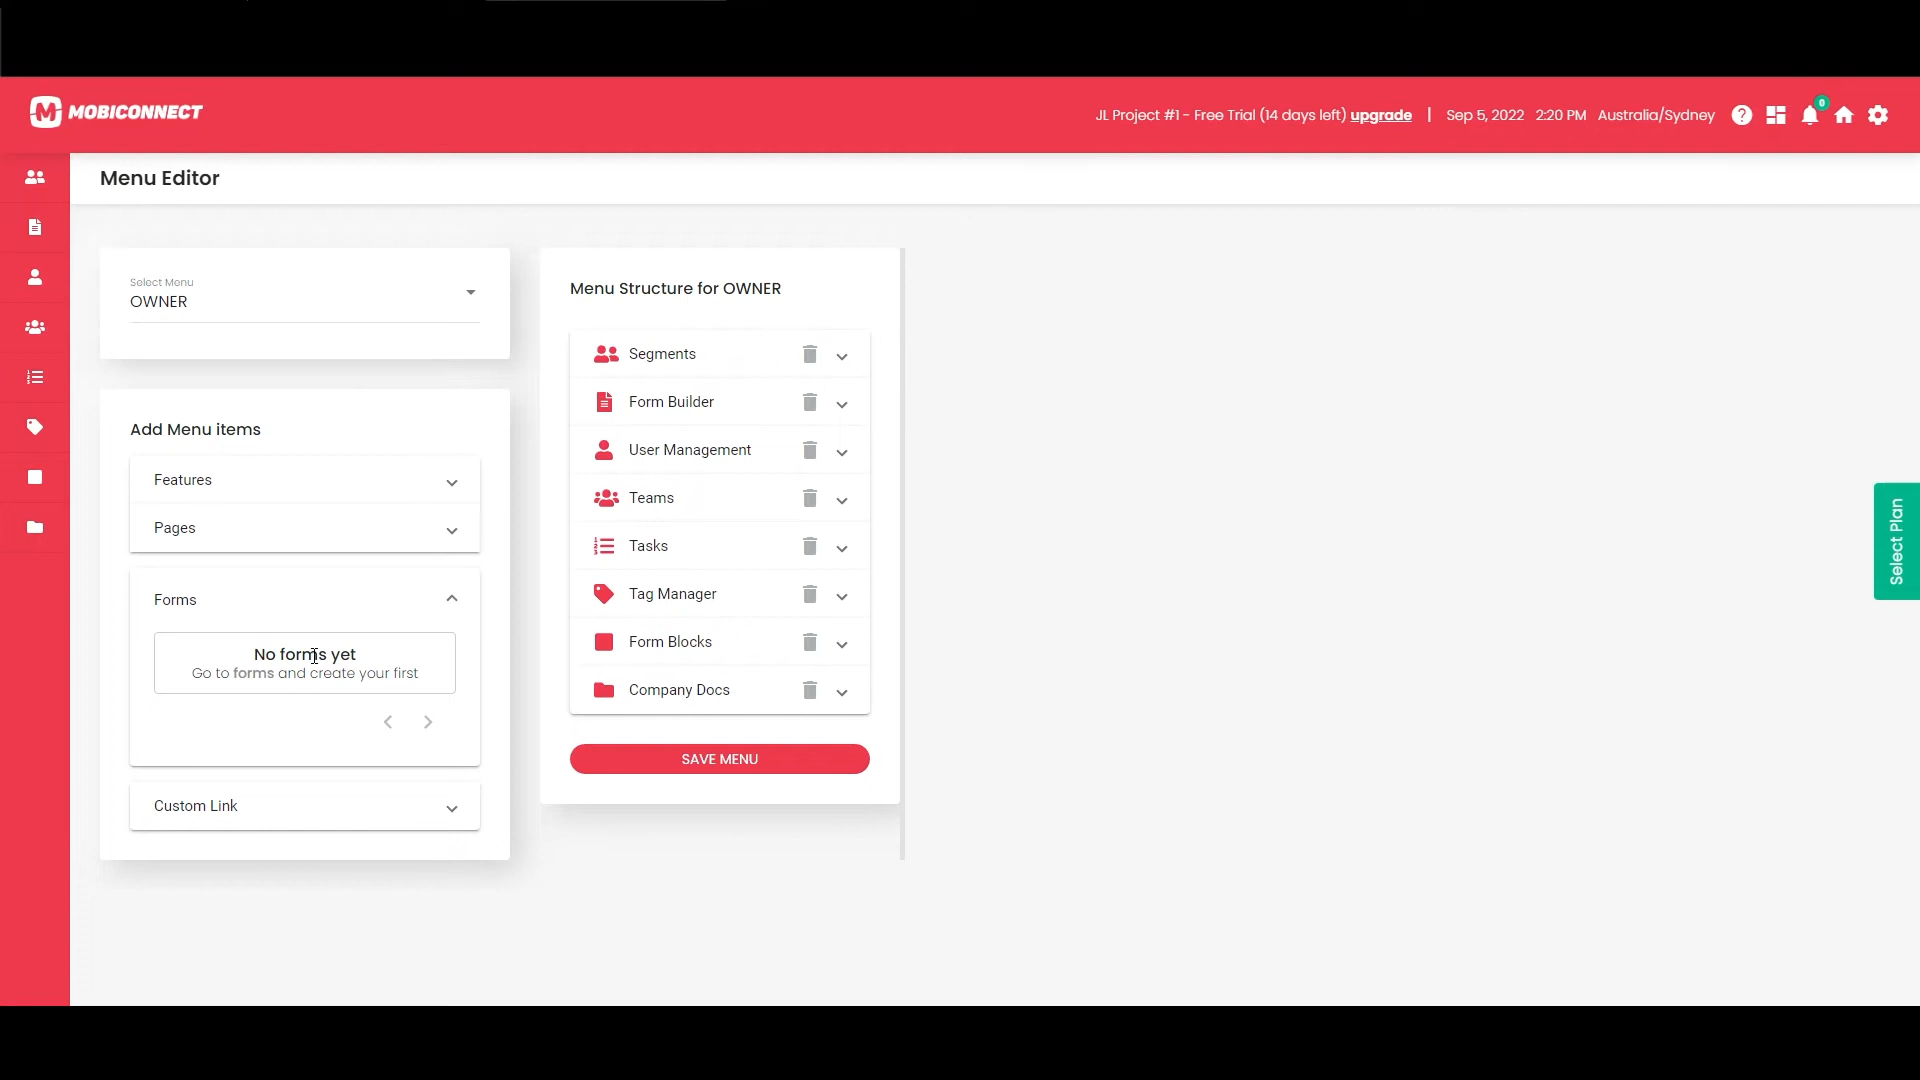 MOBICONNECT
JL Project #1 - Free Trial (14 days left) upgrade | Sep 5, 2022 2:20 PM Australia/Sydney
0
Menu Editor
Select Menu
OWNER
Add Menu items
Features
Pages
Forms
No forms yet
Go to forms and create your first
Custom Link
Menu Structure for OWNER
Segments
Form Builder
User Management
Teams
Tasks
Tag Manager
Form Blocks
Company Docs
SAVE MENU
Select Plan